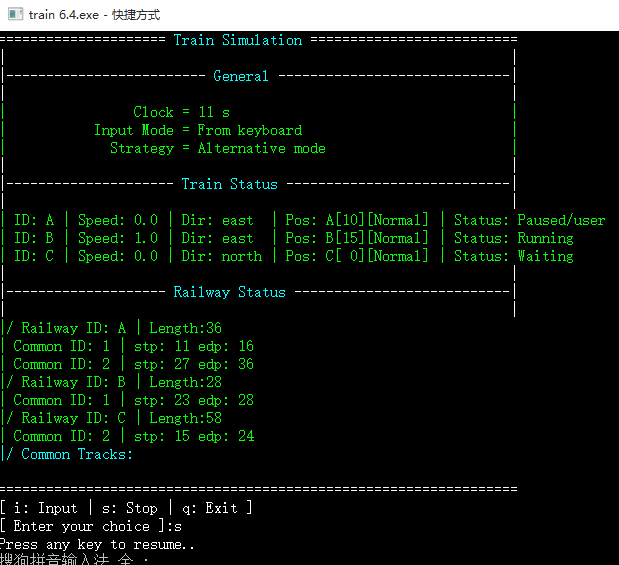 train 6.4.exe - 快捷方式
===================== Train Simulation ==========================
|------------------------- General -----------------------------|
Clock = 11 s
Input Mode = From keyboard
Strategy = Alternative mode
|-------------------- Train Status ----------------------------|
| ID: A | Speed: 0.0 | Dir: east  | Pos: A[10][Normal] | Status: Paused/user
| ID: B | Speed: 1.0 | Dir: east  | Pos: B[15][Normal] | Status: Running
| ID: C | Speed: 0.0 | Dir: north | Pos: C[ 0][Normal] | Status: Waiting
|-------------------- Railway Status ---------------------------|
|/ Railway ID: A | Length:36
| Common ID: 1 | stp: 11 edp: 16
| Common ID: 2 | stp: 27 edp: 36
|/ Railway ID: B | Length:28
| Common ID: 1 | stp: 23 edp: 28
|/ Railway ID: C | Length:58
| Common ID: 2 | stp: 15 edp: 24
|/ Common Tracks:
=================================================================
[ i: Input | s: Stop | q: Exit ]
[ Enter your choice ]:s
Press any key to resume..
搜狗拼音输入法 全 :